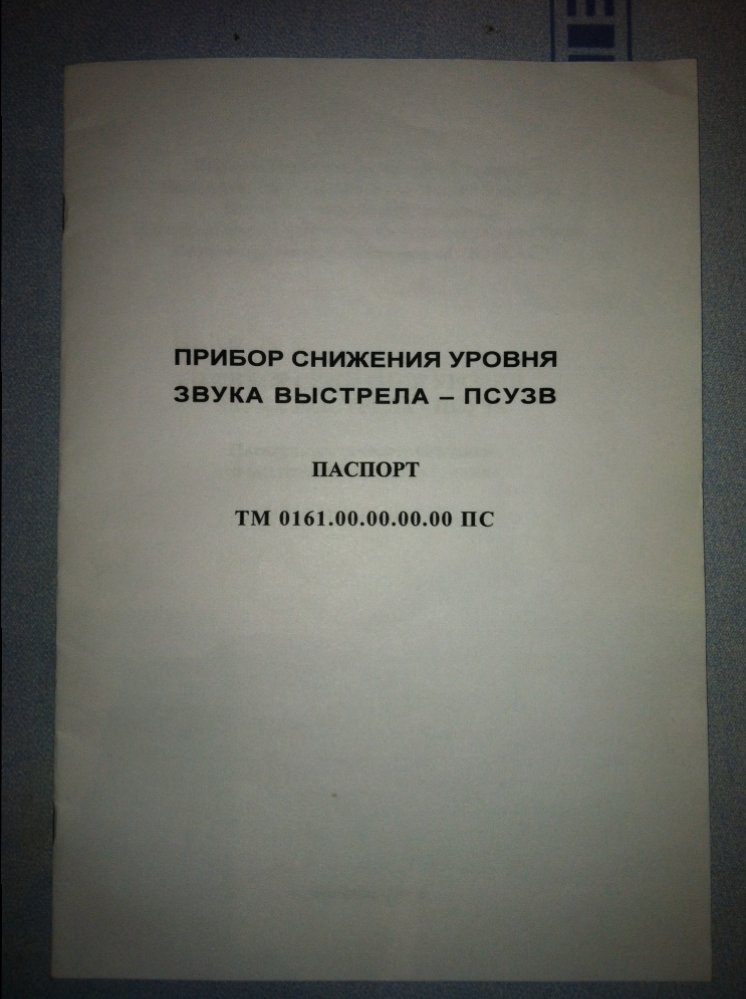 ПРИБОР СНИЖЕНИЯ УРОВНЯ
ЗВУКА ВЫСТРЕЛА – ПСУЗВ
ПАСПОРТ
ТМ 0161.00.00.00.00 ПС